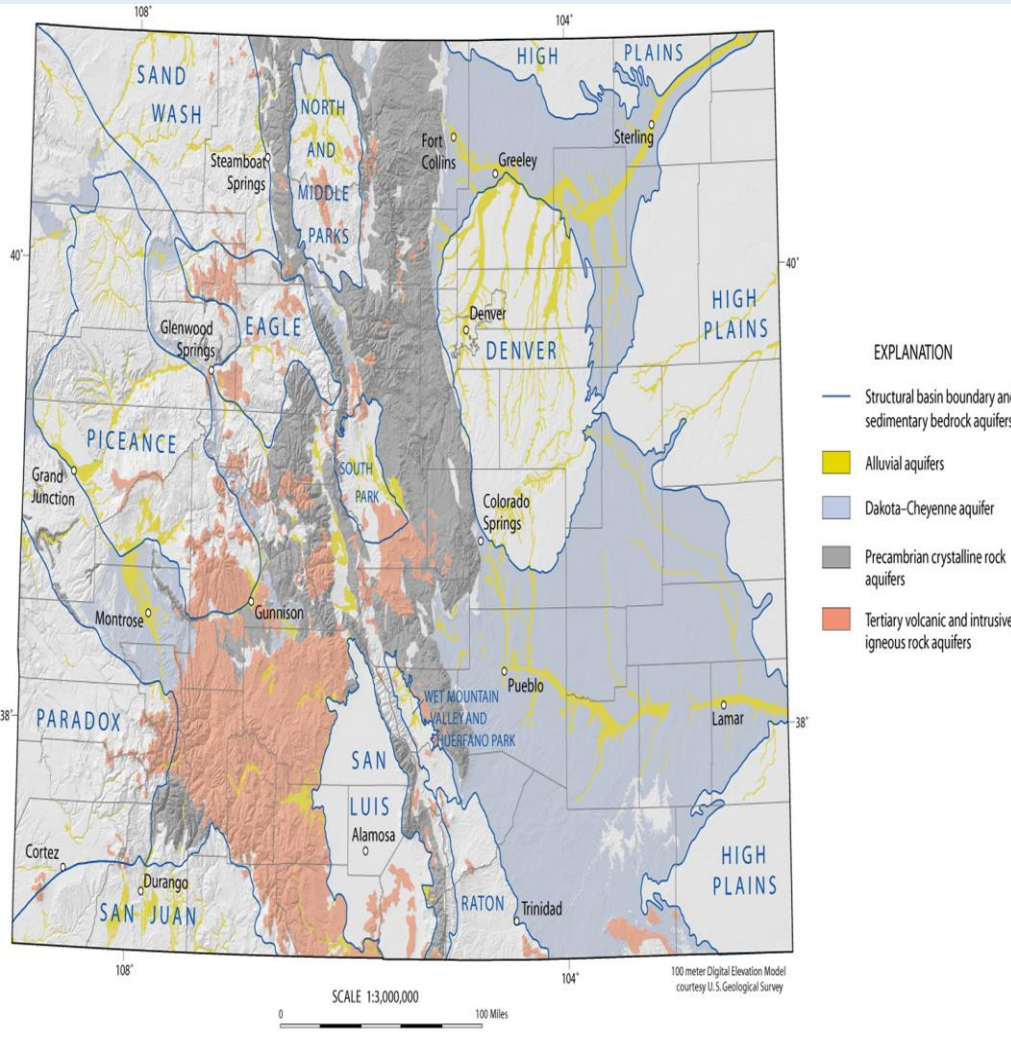 108°
104°
SAND
WASH
HIGH
PLAINS
NORTH
AND
MIDDLE
PARKS
Steamboat
Springs
Fort
Collins
Greeley
Sterling
40°
40°
HIGH
PLAINS
Glenwood
Springs
EAGLE
Denver
DENVER
PICEANCE
Grand
Junction
SOUTH
PARK
Colorado
Springs
Montrose
Gunnison
Pueblo
Lamar
38°
38°
PARADOX
WET MOUNTAIN
VALLEY AND
HUERFANO PARK
SAN
LUIS
Alamosa
Cortez
Durango
SAN JUAN
RATON
Trinidad
HIGH
PLAINS
108°
104°
EXPLANATION
Structural basin boundary and
sedimentary bedrock aquifers
Alluvial aquifers
Dakota–Cheyenne aquifer
Precambrian crystalline rock
aquifers
Tertiary volcanic and intrusive
igneous rock aquifers
100 meter Digital Elevation Model
courtesy U.S. Geological Survey
SCALE 1:3,000,000
0
100 Miles